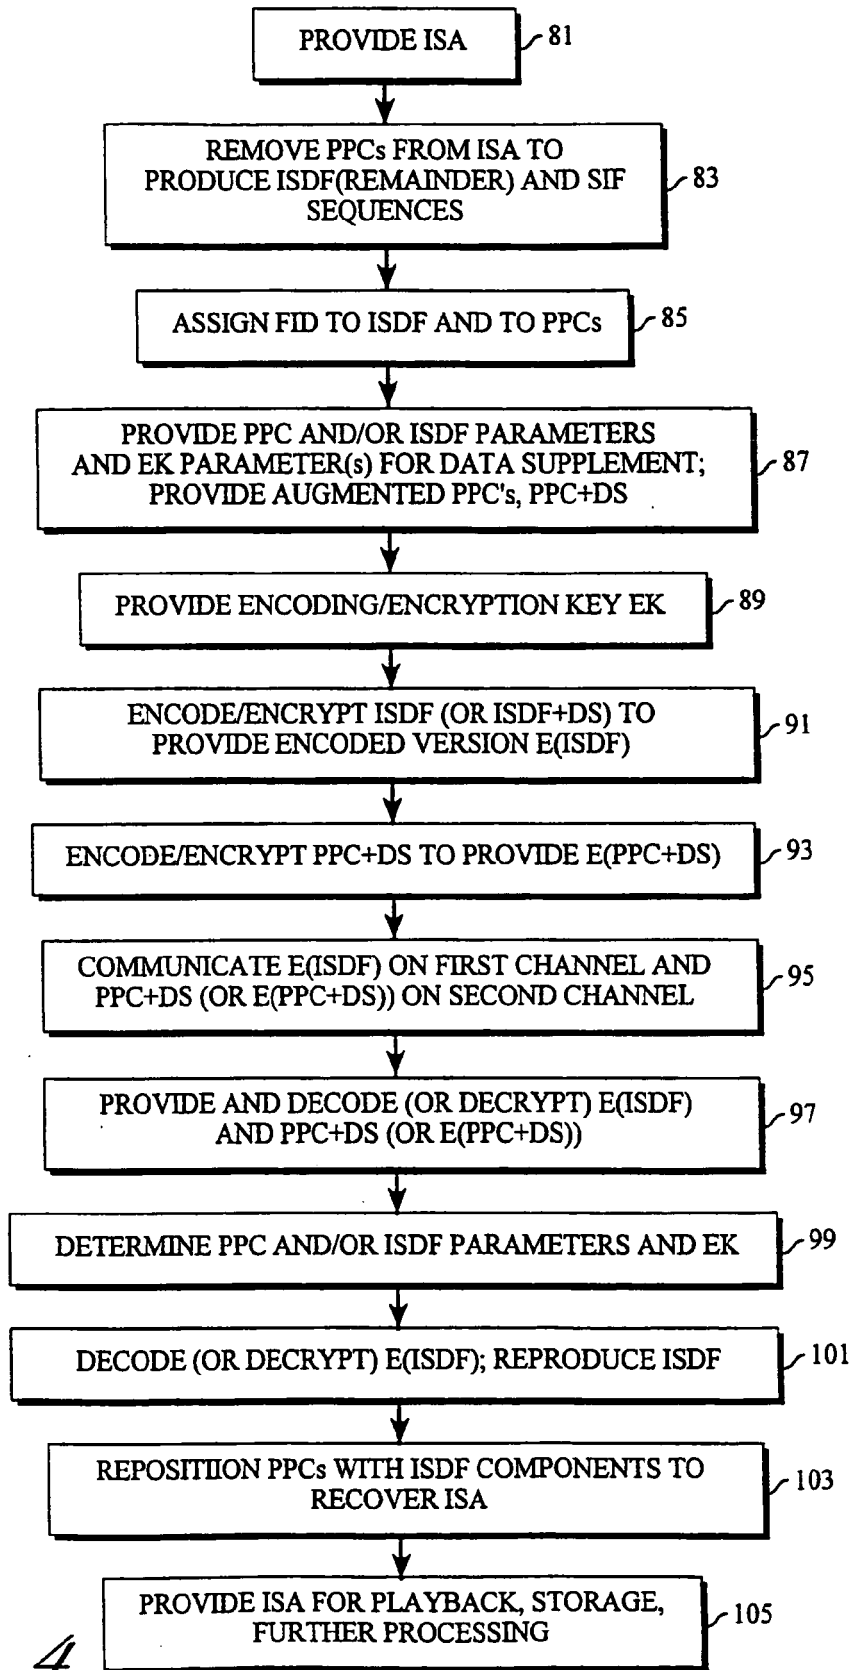 PROVIDE ISA
81
REMOVE PPCs FROM ISA TO
PRODUCE ISDF(REMAINDER) AND SIF
SEQUENCES
83
ASSIGN FID TO ISDF AND TO PPCs
85
PROVIDE PPC AND/OR ISDF PARAMETERS
AND EK PARAMETER(s) FOR DATA SUPPLEMENT;
PROVIDE AUGMENTED PPC's, PPC+DS
87
PROVIDE ENCODING/ENCRYPTION KEY EK
89
ENCODE/ENCRYPT ISDF (OR ISDF+DS) TO
PROVIDE ENCODED VERSION E(ISDF)
91
ENCODE/ENCRYPT PPC+DS TO PROVIDE E(PPC+DS)
93
COMMUNICATE E(ISDF) ON FIRST CHANNEL AND
PPC+DS (OR E(PPC+DS)) ON SECOND CHANNEL
95
PROVIDE AND DECODE (OR DECRYPT) E(ISDF)
AND PPC+DS (OR E(PPC+DS))
97
DETERMINE PPC AND/OR ISDF PARAMETERS AND EK
99
DECODE (OR DECRYPT) E(ISDF); REPRODUCE ISDF
101
REPOSITIION PPCs WITH ISDF COMPONENTS TO
RECOVER ISA
103
PROVIDE ISA FOR PLAYBACK, STORAGE,
FURTHER PROCESSING
105
4